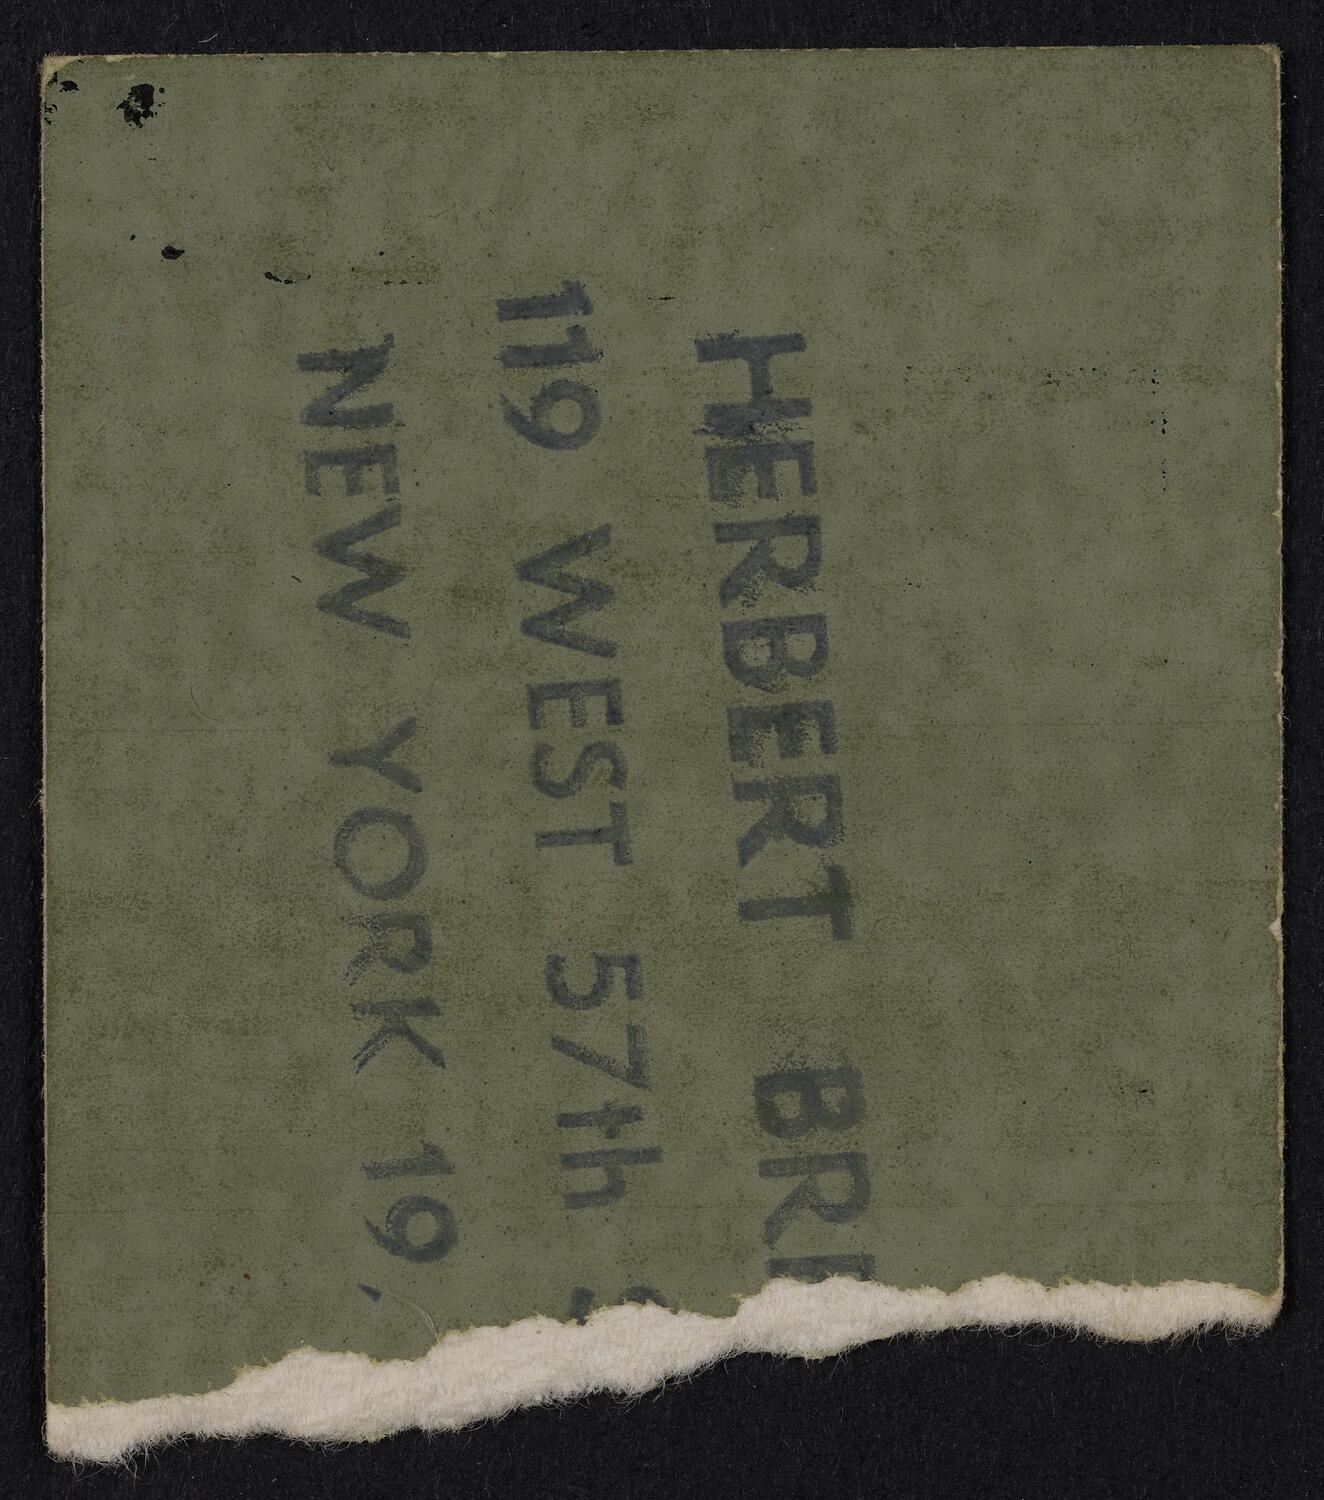 HERBERT BRE
119 WEST 57th S
NEW YORK 19,